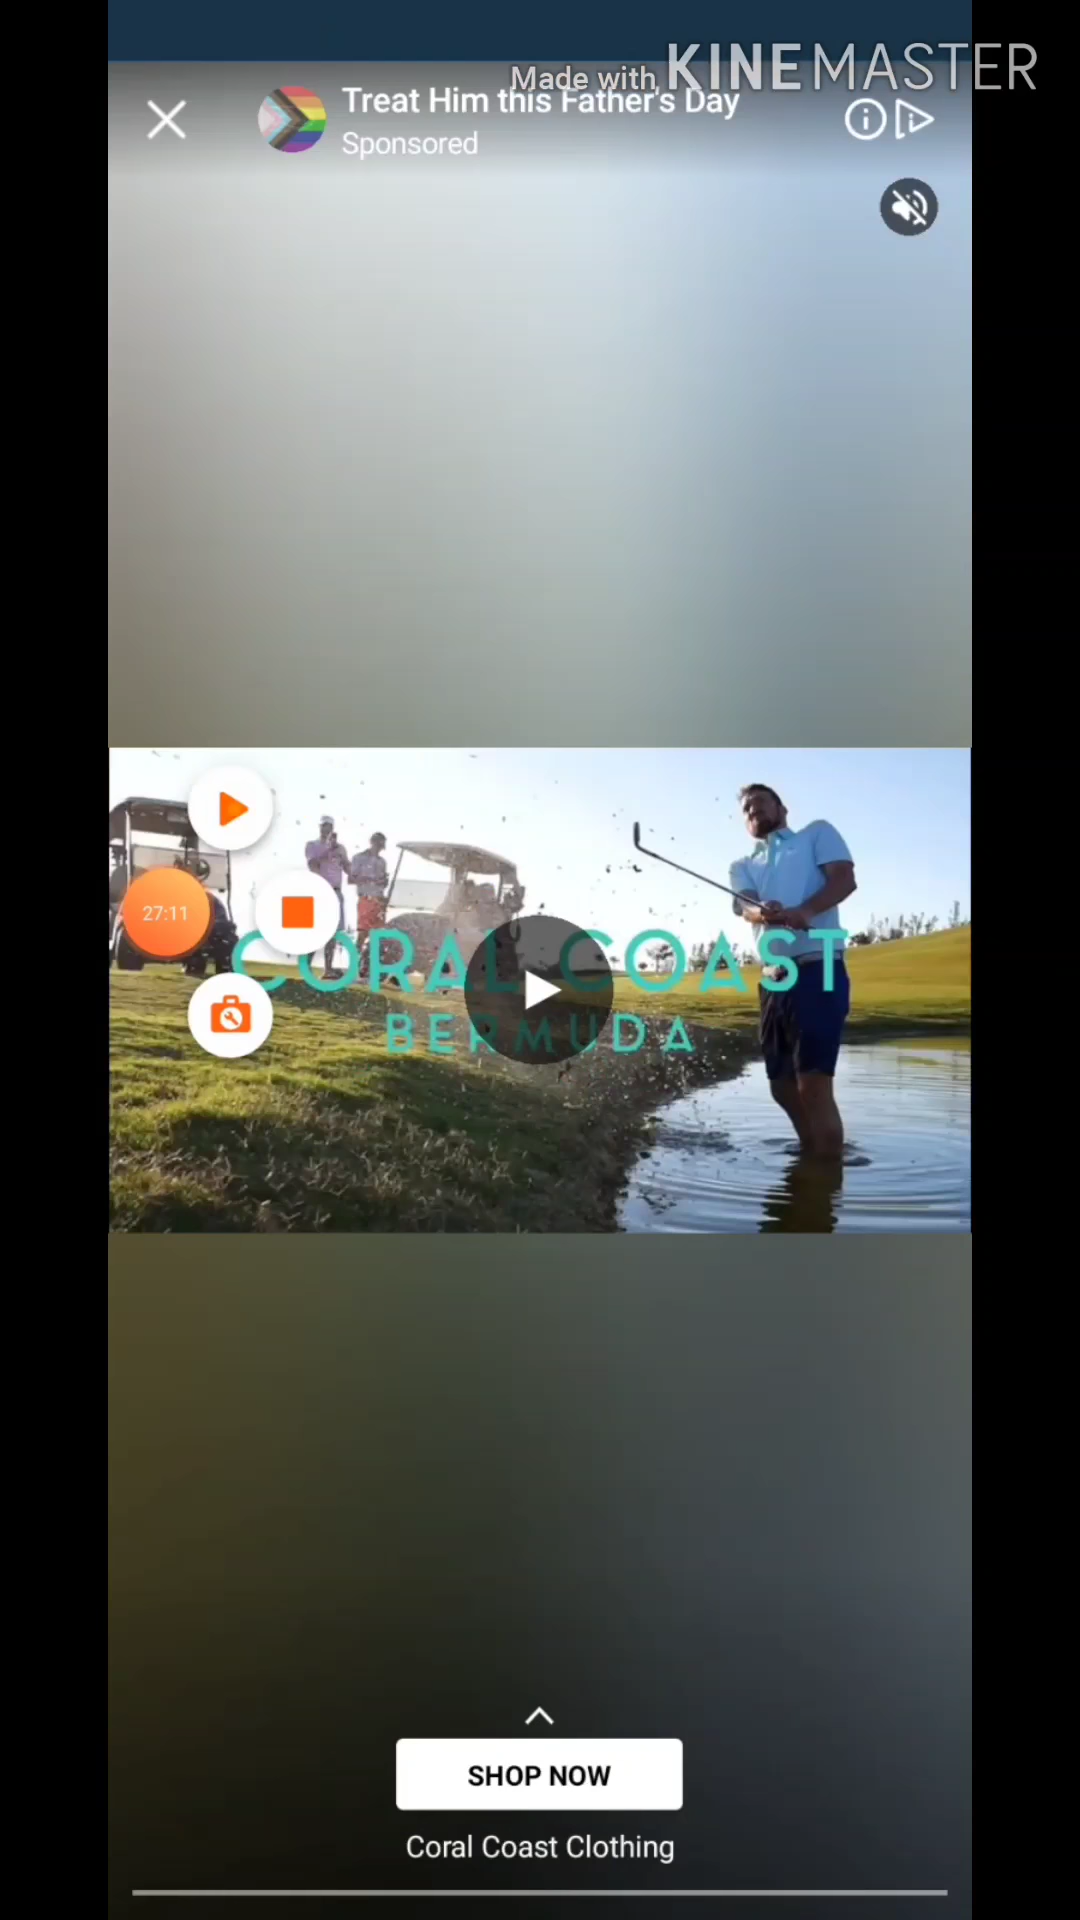 Made with KINEMASTER
Treat Him this Father's Day
Sponsored
27:11
CORAL COAST
BERMUDA
SHOP NOW
Coral Coast Clothing